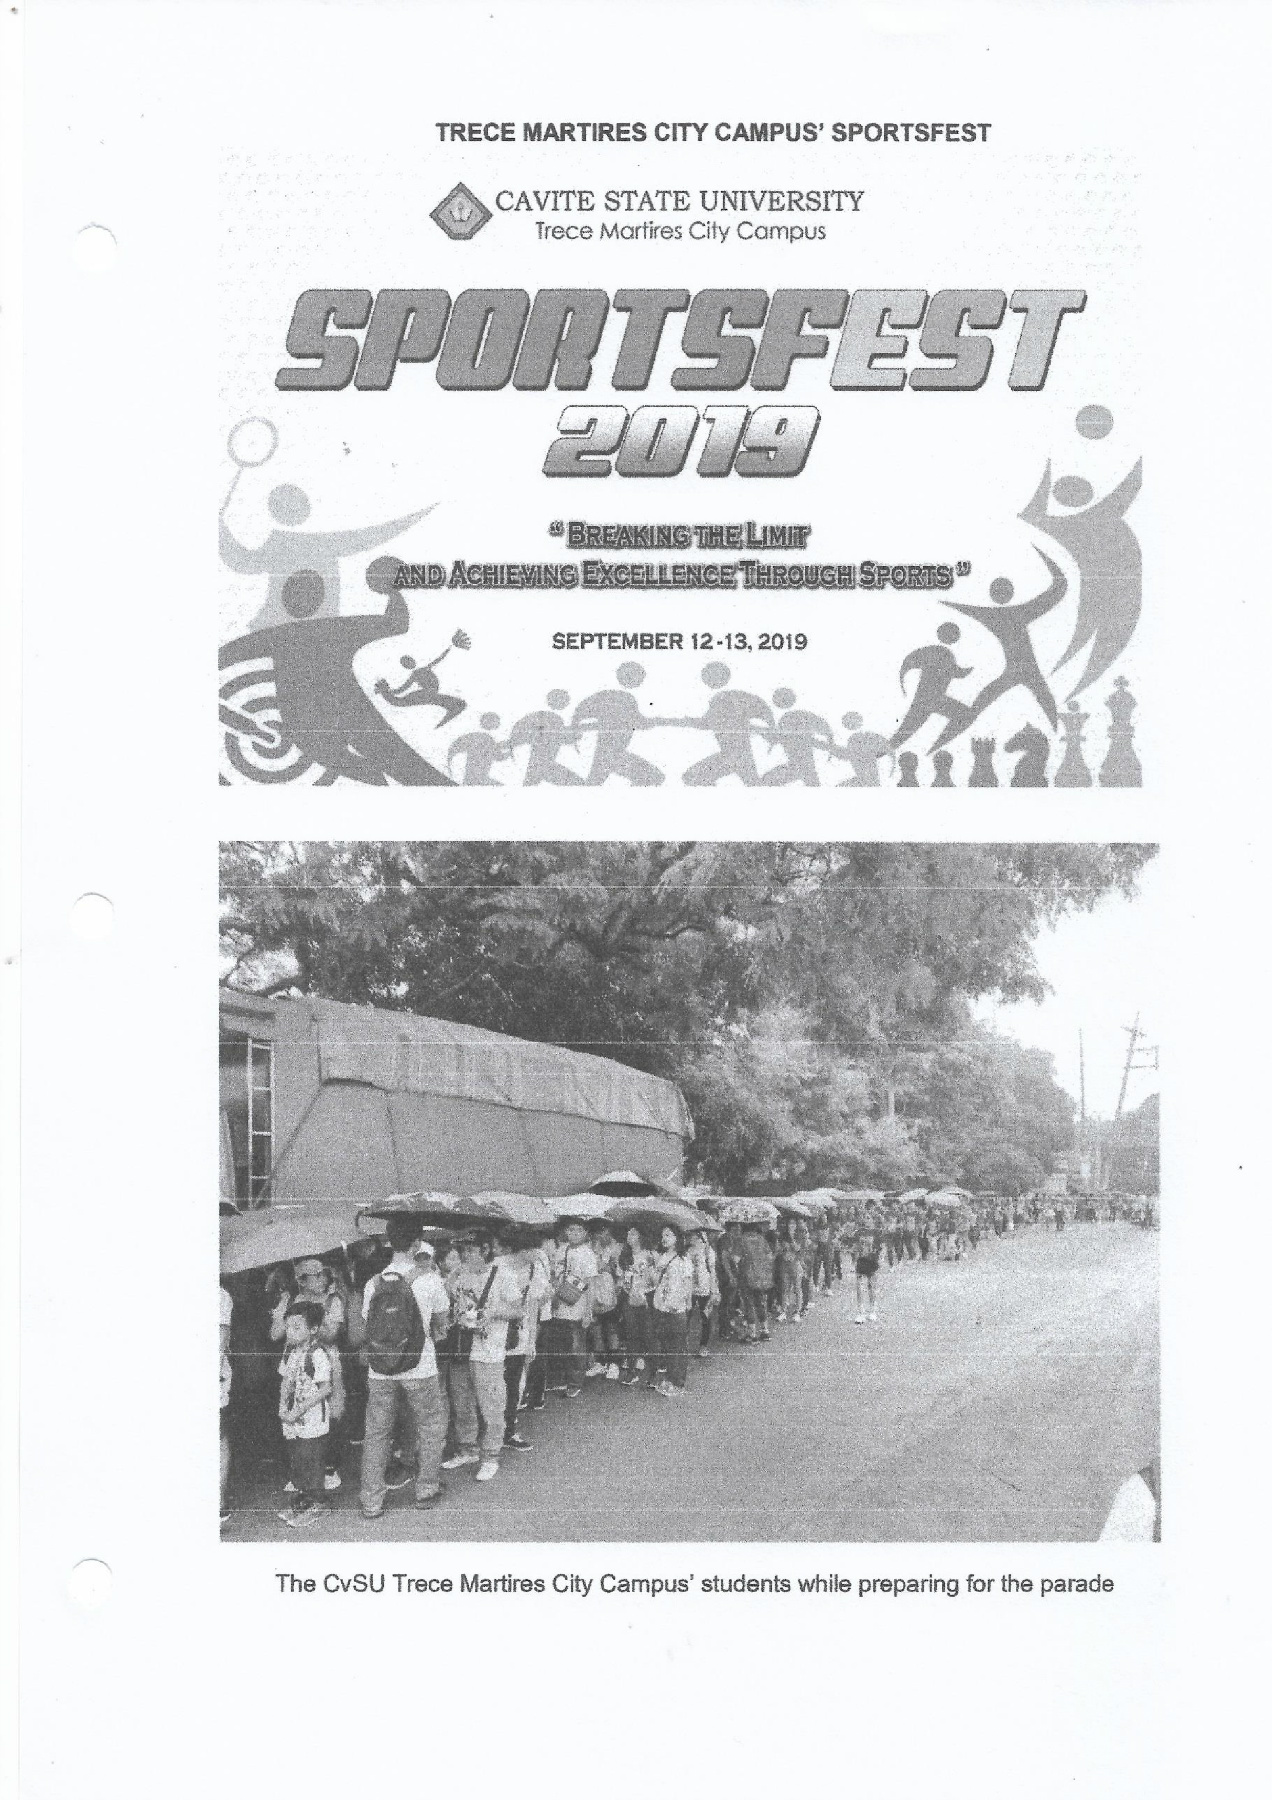 TRECE MARTIRES CITY CAMPUS' SPORTSFEST
CAVITE STATE UNIVERSITY
Trece Martires City Campus
SPORTSFEST
2019
“BREAKING THE LIMIT
AND ACHIEVING EXCELLENCE THROUGH SPORTS”
SEPTEMBER 12-13, 2019
The CvSU Trece Martires City Campus' students while preparing for the parade